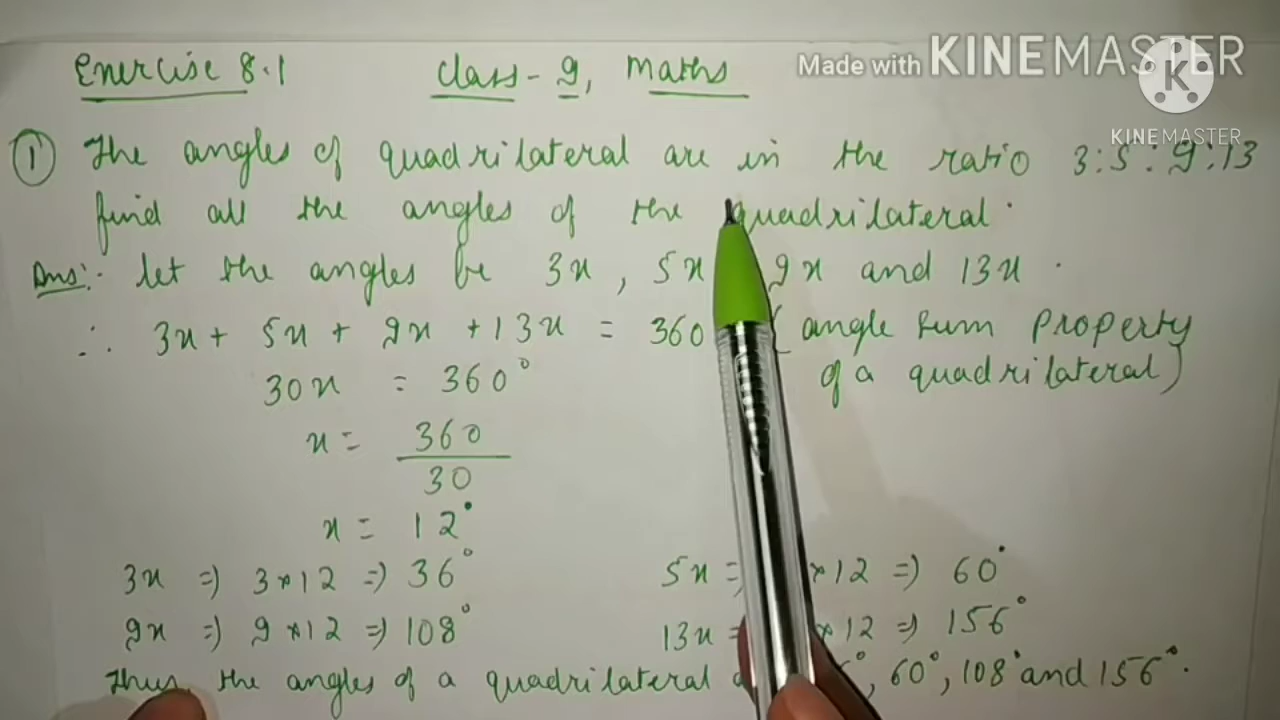 Made with KINEMASTER
K
KINEMASTER
Exercise 8.1 Class - 9, Maths
① The angles of quadrilateral are in the ratio 3:5:9:13
find all the angles of the quadrilateral.
Ans:- let the angles be 3x, 5x 9x and 13x.
∴ 3x + 5x + 9x + 13x = 360 ( angle sum property
of a quadrilateral)
30x = 360°
x = 360
30
x = 12°
3x => 3*12 => 36° 5x = *12 => 60°
9x => 9*12 => 108° 13x = *12 => 156°
Thus, the angles of a quadrilateral , 60°, 108° and 156°.